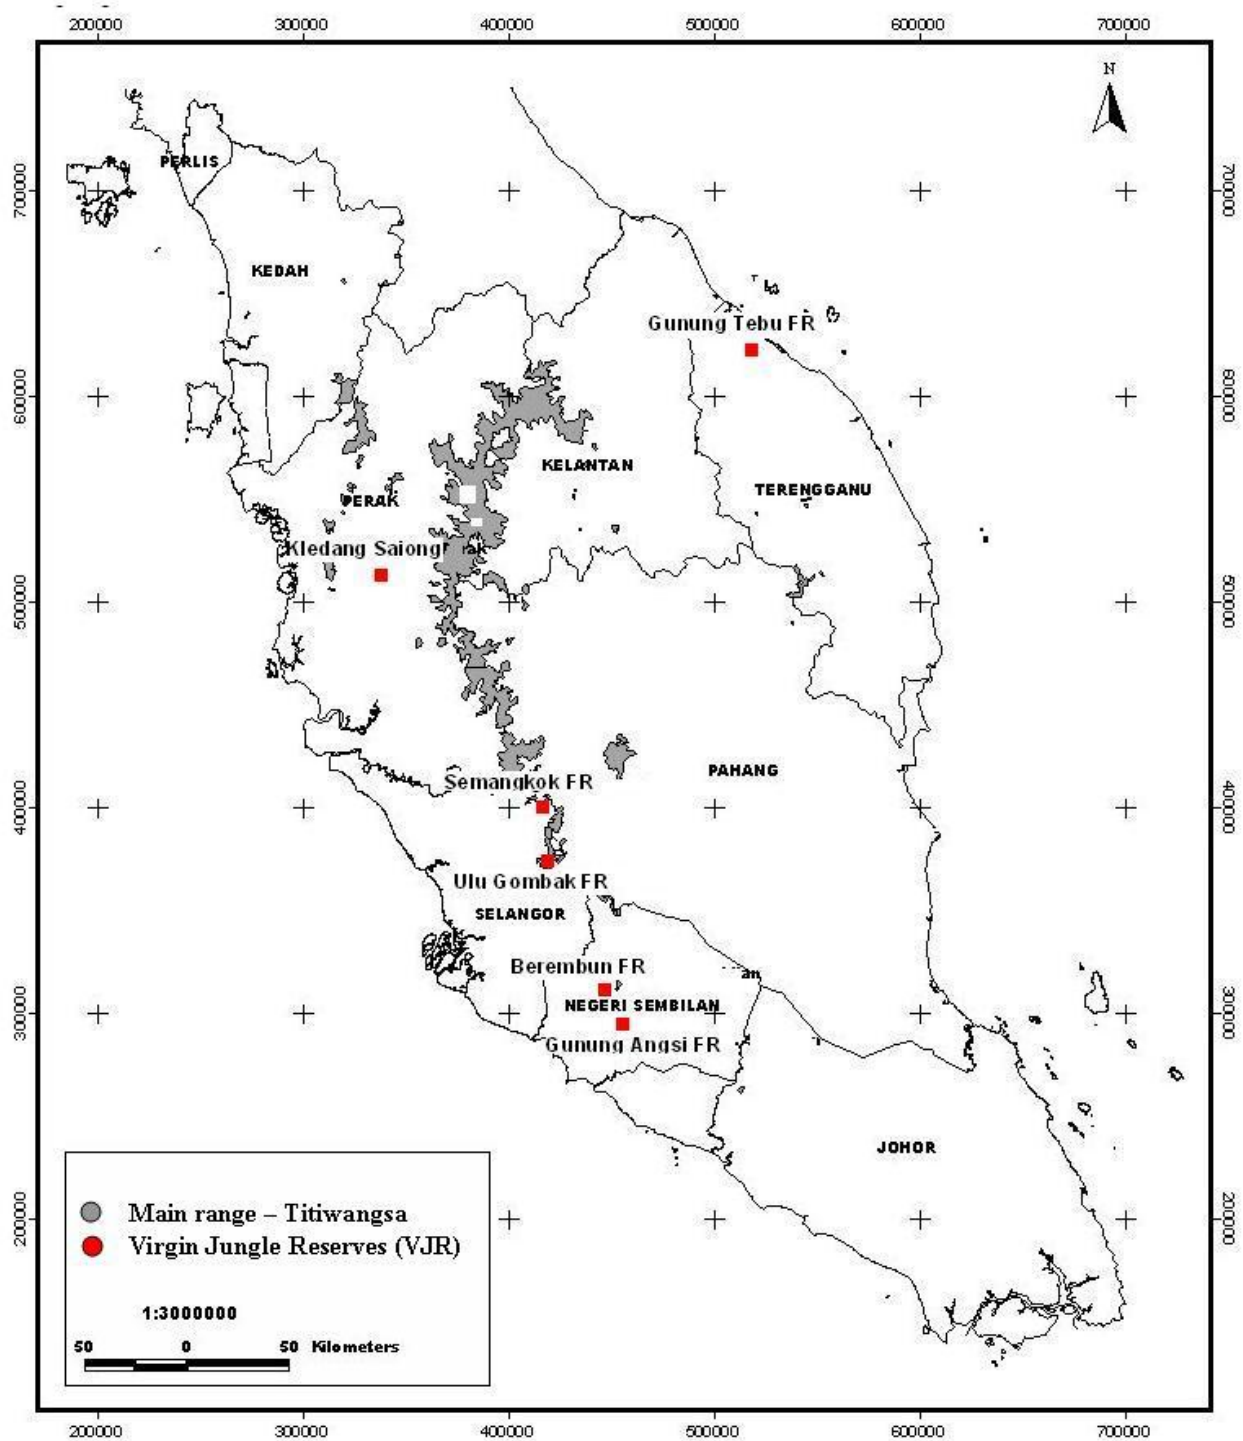 200000 300000 400000 500000 600000 700000
N
PERLIS
700000 700000
KEDAH
Gunung Tebu FR
600000 600000
KELANTAN
TERENGGANU
PERAK
Kledang Saiong rak
500000 500000
PAHANG
Semangkok FR
400000 400000
Ulu Gombak FR
SELANGOR
Berembun FR
an
NEGERI SEMBILAN
300000 300000
Gunung Angsi FR
JOHOR
200000 200000
Main range – Titiwangsa
Virgin Jungle Reserves (VJR)
1:3000000
50 0 50 Kilometers
200000 300000 400000 500000 600000 700000